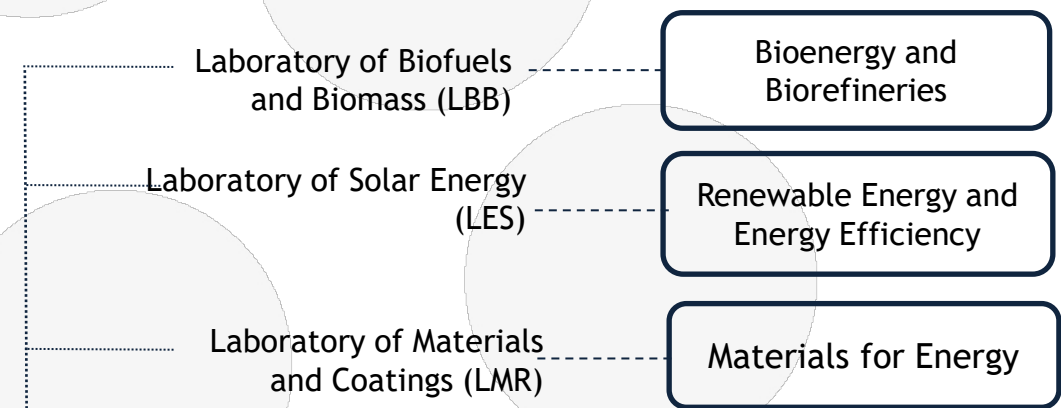 Laboratory of Biofuels
and Biomass (LBB)
Bioenergy and
Biorefineries
Laboratory of Solar Energy
(LES)
Renewable Energy and
Energy Efficiency
Laboratory of Materials
and Coatings (LMR)
Materials for Energy